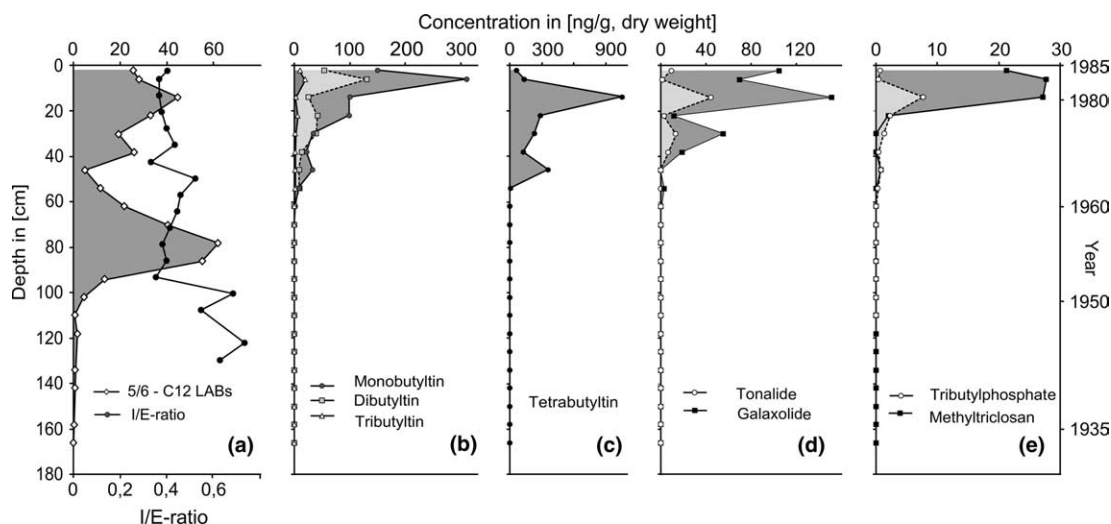 Concentration in [ng/g, dry weight]
0 20 40 60 0 100 200 300 0 300 900 0 40 80 120 0 10 20 30
0 1985
20 1980
40
60 1960
80
100 1950
120
140
160 1935
180
Depth in [cm]
Year
5/6 - C12 LABs
I/E-ratio
(a)
Monobutyltin
Dibutyltin
Tributyltin
(b)
Tetrabutyltin
(c)
Tonalide
Galaxolide
(d)
Tributylphosphate
Methyltriclosan
(e)
0 0,2 0,4 0,6
I/E-ratio